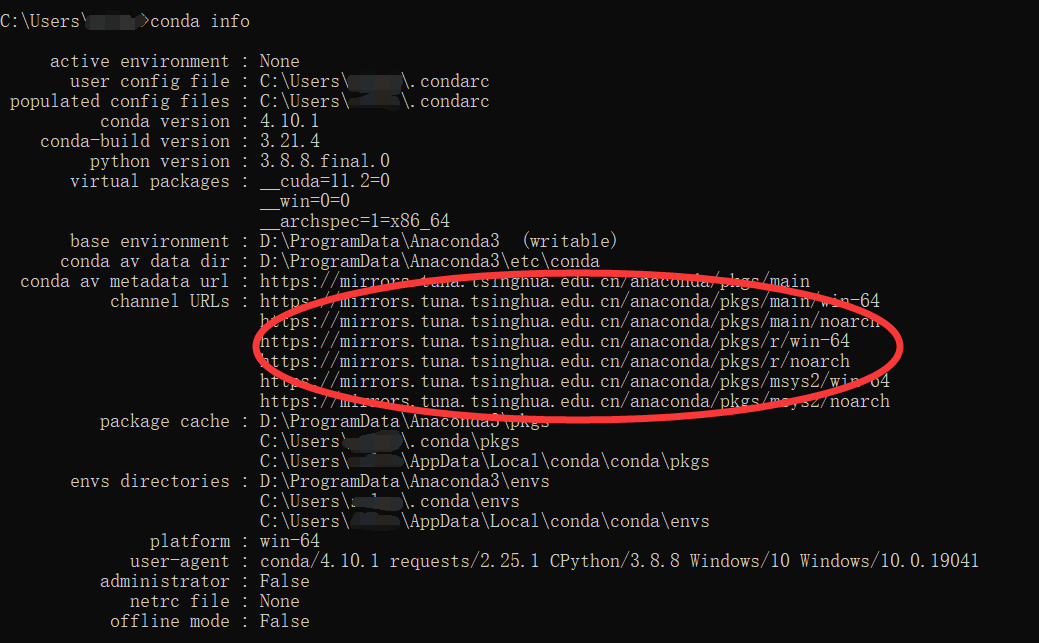 C:\Users\ >conda info
active environment : None
user config file : C:\Users\ \.condarc
populated config files : C:\Users\ \.condarc
conda version : 4.10.1
conda-build version : 3.21.4
python version : 3.8.8.final.0
virtual packages : __cuda=11.2=0
__win=0=0
__archspec=1=x86_64
base environment : D:\ProgramData\Anaconda3 (writable)
conda av data dir : D:\ProgramData\Anaconda3\etc\conda
conda av metadata url : https://mirrors.tuna.tsinghua.edu.cn/anaconda/pkgs/main
channel URLs : https://mirrors.tuna.tsinghua.edu.cn/anaconda/pkgs/main/win-64
https://mirrors.tuna.tsinghua.edu.cn/anaconda/pkgs/main/noarch
https://mirrors.tuna.tsinghua.edu.cn/anaconda/pkgs/r/win-64
https://mirrors.tuna.tsinghua.edu.cn/anaconda/pkgs/r/noarch
https://mirrors.tuna.tsinghua.edu.cn/anaconda/pkgs/msys2/win-64
https://mirrors.tuna.tsinghua.edu.cn/anaconda/pkgs/msys2/noarch
package cache : D:\ProgramData\Anaconda3\pkgs
C:\Users\ \.conda\pkgs
C:\Users\ \AppData\Local\conda\conda\pkgs
envs directories : D:\ProgramData\Anaconda3\envs
C:\Users\ \.conda\envs
C:\Users\ \AppData\Local\conda\conda\envs
platform : win-64
user-agent : conda/4.10.1 requests/2.25.1 CPython/3.8.8 Windows/10 Windows/10.0.19041
administrator : False
netrc file : None
offline mode : False